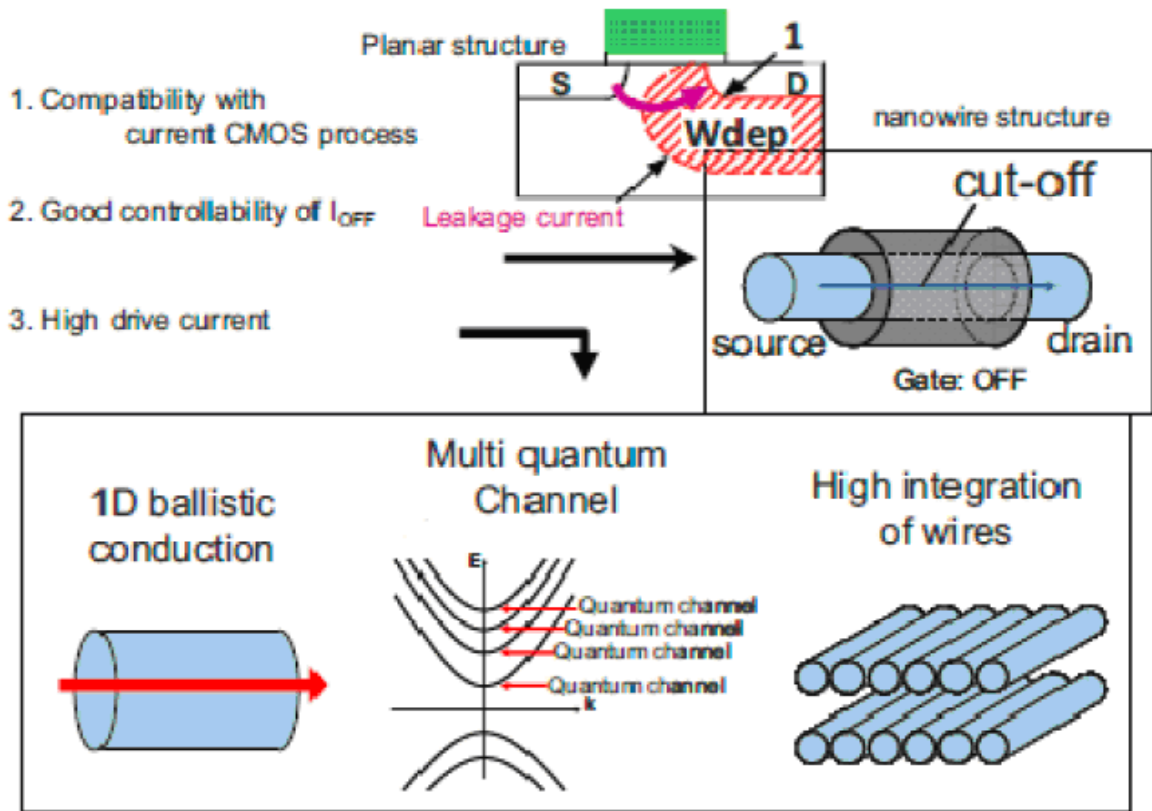 Planar structure
1
S
D
Wdep
1. Compatibility with
current CMOS process
nanowire structure
cut-off
2. Good controllability of IOFF
Leakage current
3. High drive current
source
drain
Gate: OFF
1D ballistic
conduction
Multi quantum
Channel
High integration
of wires
E
Quantum channel
Quantum channel
Quantum channel
Quantum channel
k